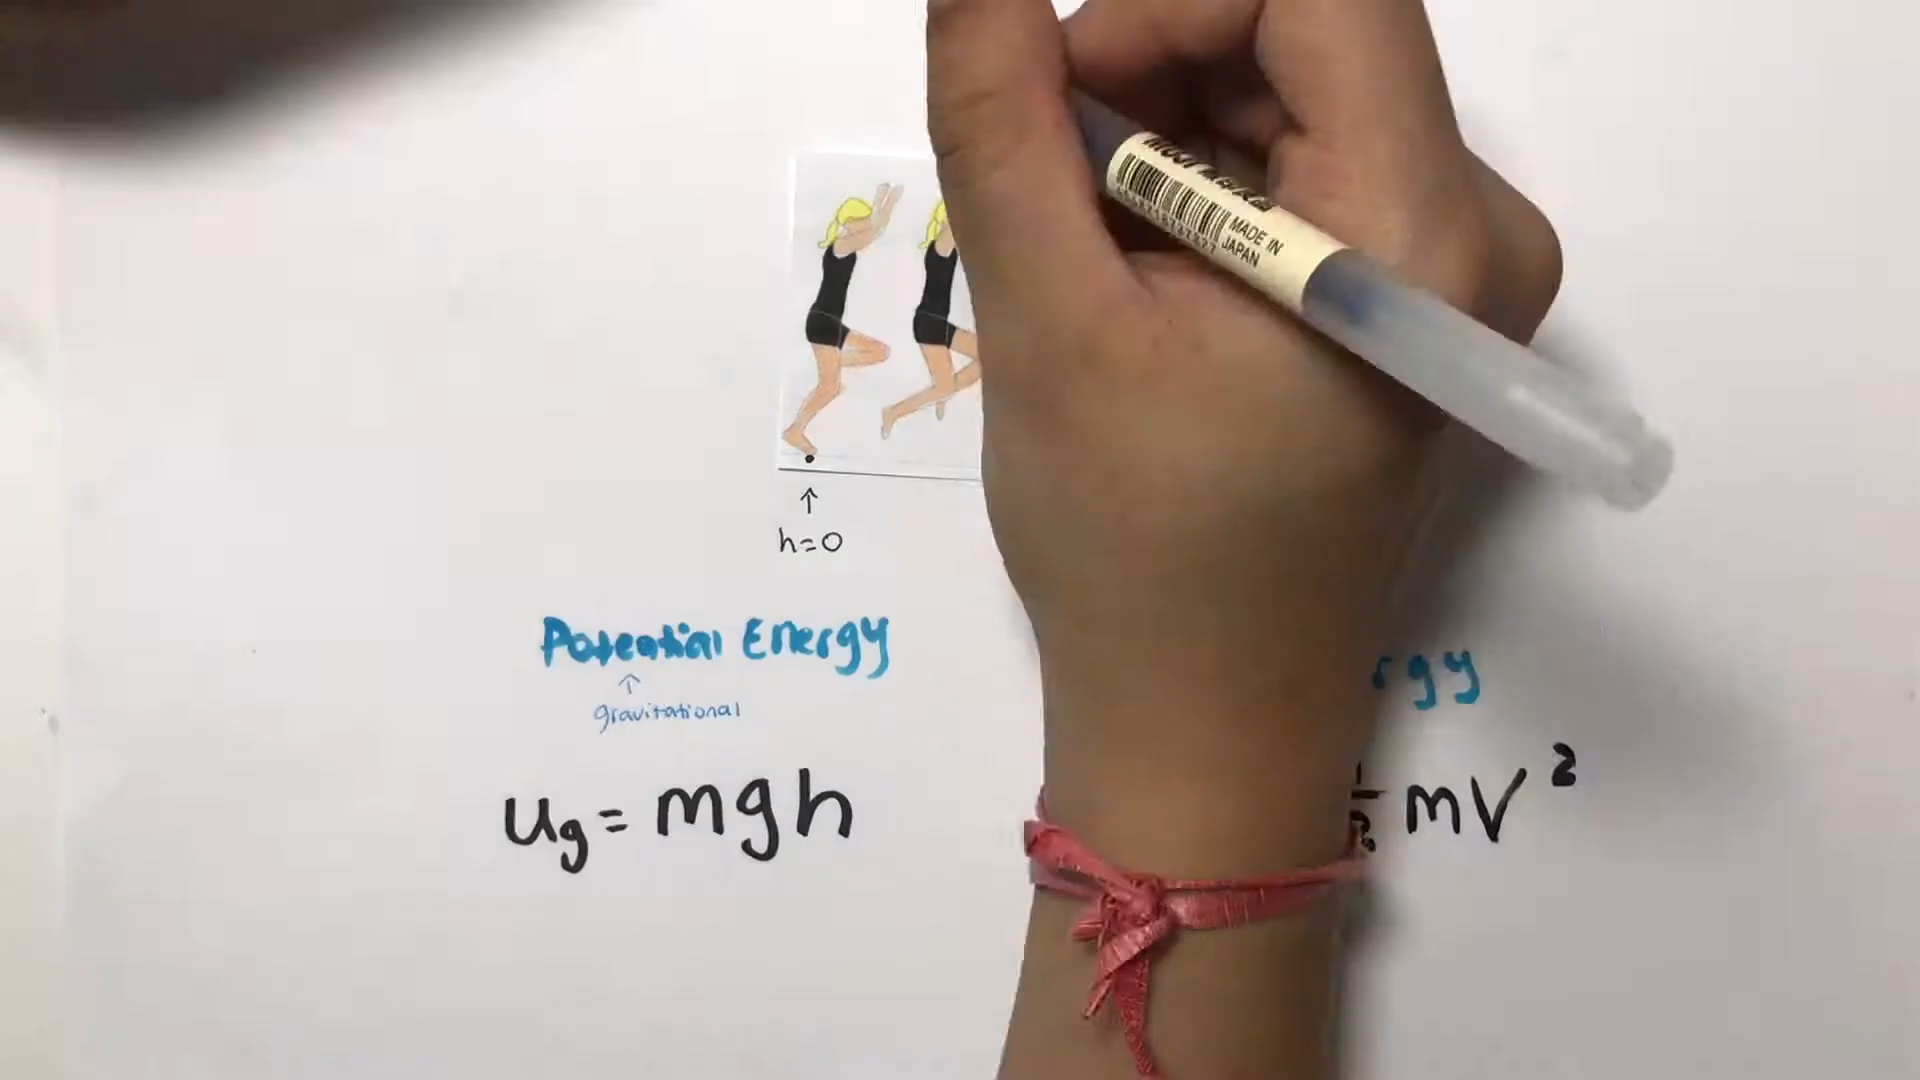 MADE IN
JAPAN
h=0
Potential Energy
↑
gravitational
rgy
Ug = mgh
mv²